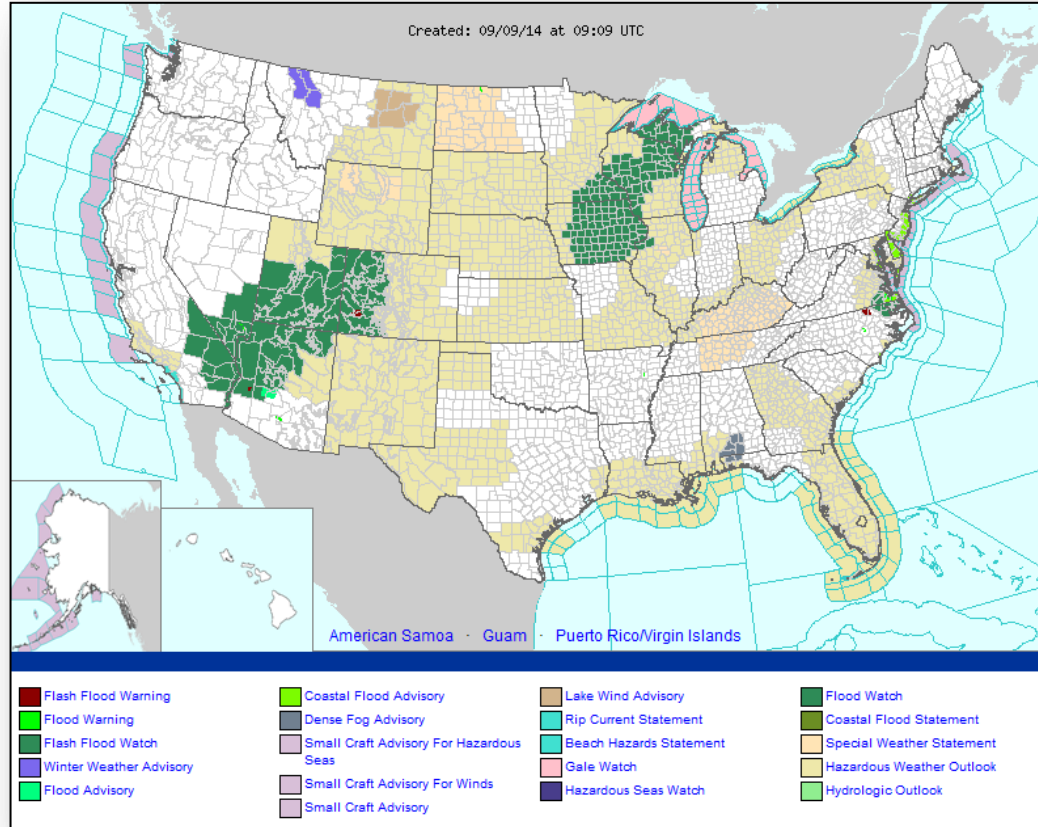 Created: 09/09/14 at 09:09 UTC
American Samoa · Guam · Puerto Rico/Virgin Islands
Flash Flood Warning
Flood Warning
Flash Flood Watch
Winter Weather Advisory
Flood Advisory
Coastal Flood Advisory
Dense Fog Advisory
Small Craft Advisory For Hazardous
Seas
Small Craft Advisory For Winds
Small Craft Advisory
Lake Wind Advisory
Rip Current Statement
Beach Hazards Statement
Gale Watch
Hazardous Seas Watch
Flood Watch
Coastal Flood Statement
Special Weather Statement
Hazardous Weather Outlook
Hydrologic Outlook